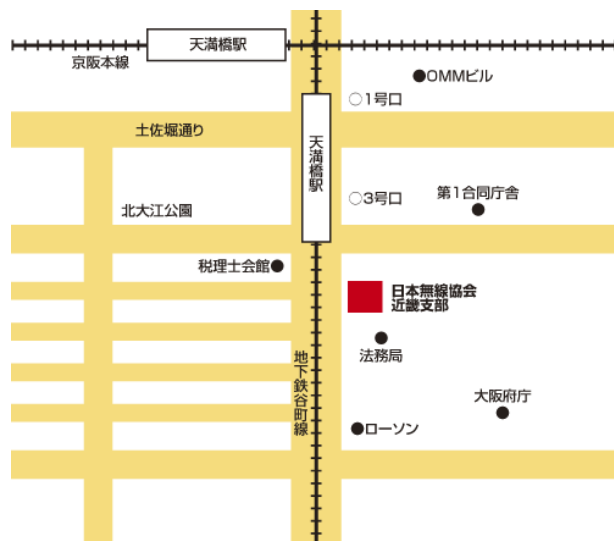 天満橋駅
京阪本線
●OMMビル
○1号口
土佐堀通り
天満橋駅
○3号口
第1合同庁舎
北大江公園
税理士会館●
日本無線協会
近畿支部
法務局
地下鉄谷町線
大阪府庁
●ローソン